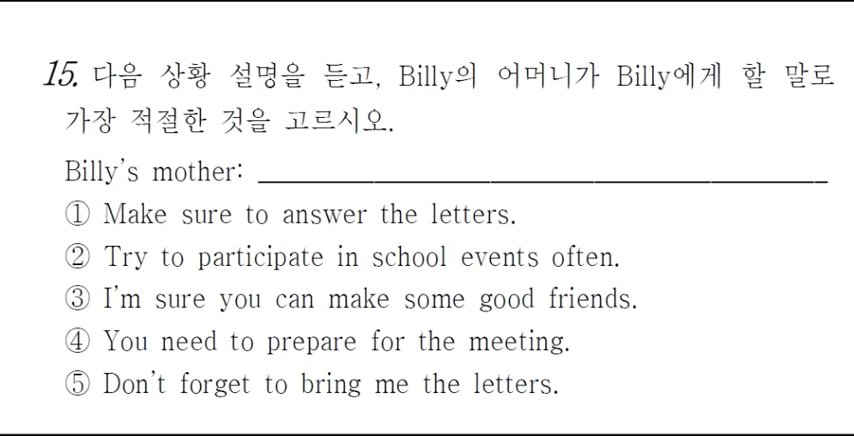 15. 다음 상황 설명을 듣고, Billy의 어머니가 Billy에게 할 말로
가장 적절한 것을 고르시오.
Billy's mother: ______________________________
① Make sure to answer the letters.
② Try to participate in school events often.
③ I'm sure you can make some good friends.
④ You need to prepare for the meeting.
⑤ Don't forget to bring me the letters.